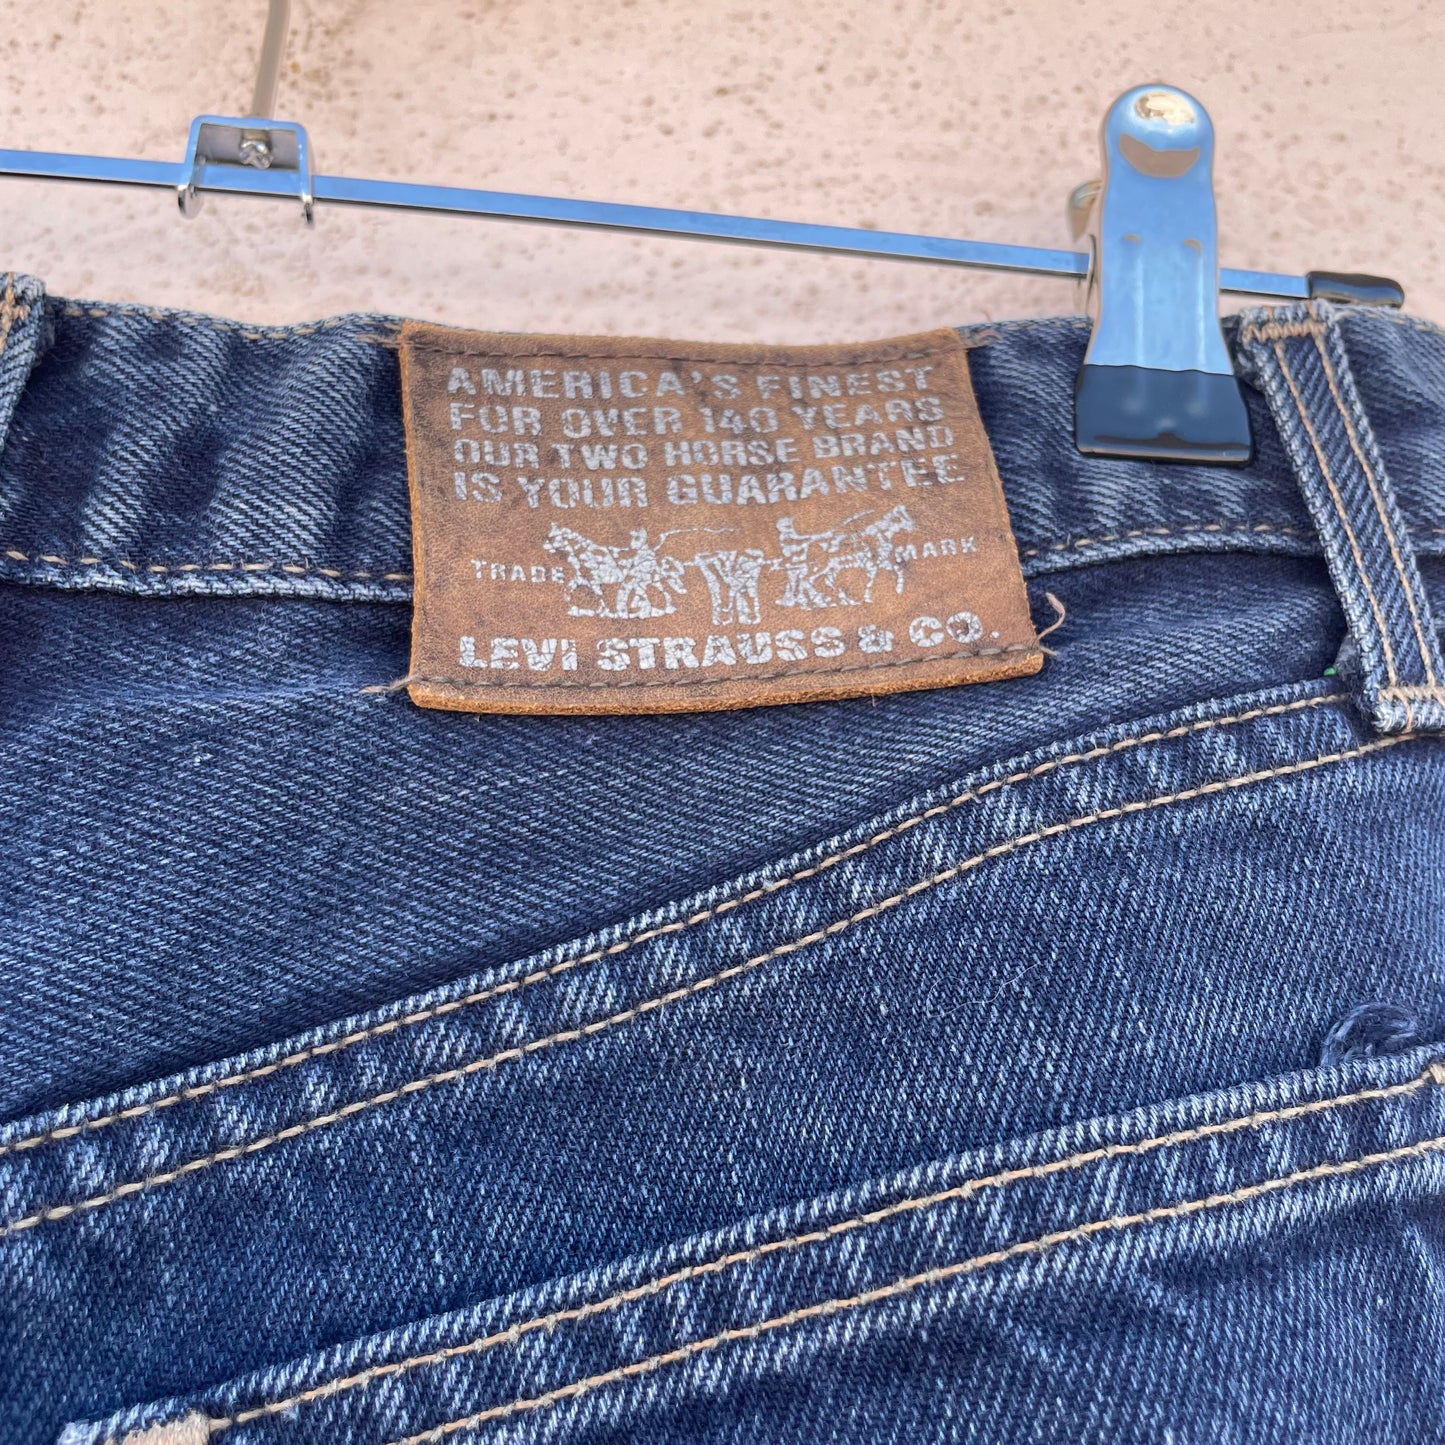 AMERICA'S FINEST
FOR OVER 140 YEARS
OUR TWO HORSE BRAND
IS YOUR GUARANTEE
TRADE MARK
LEVI STRAUSS & CO.